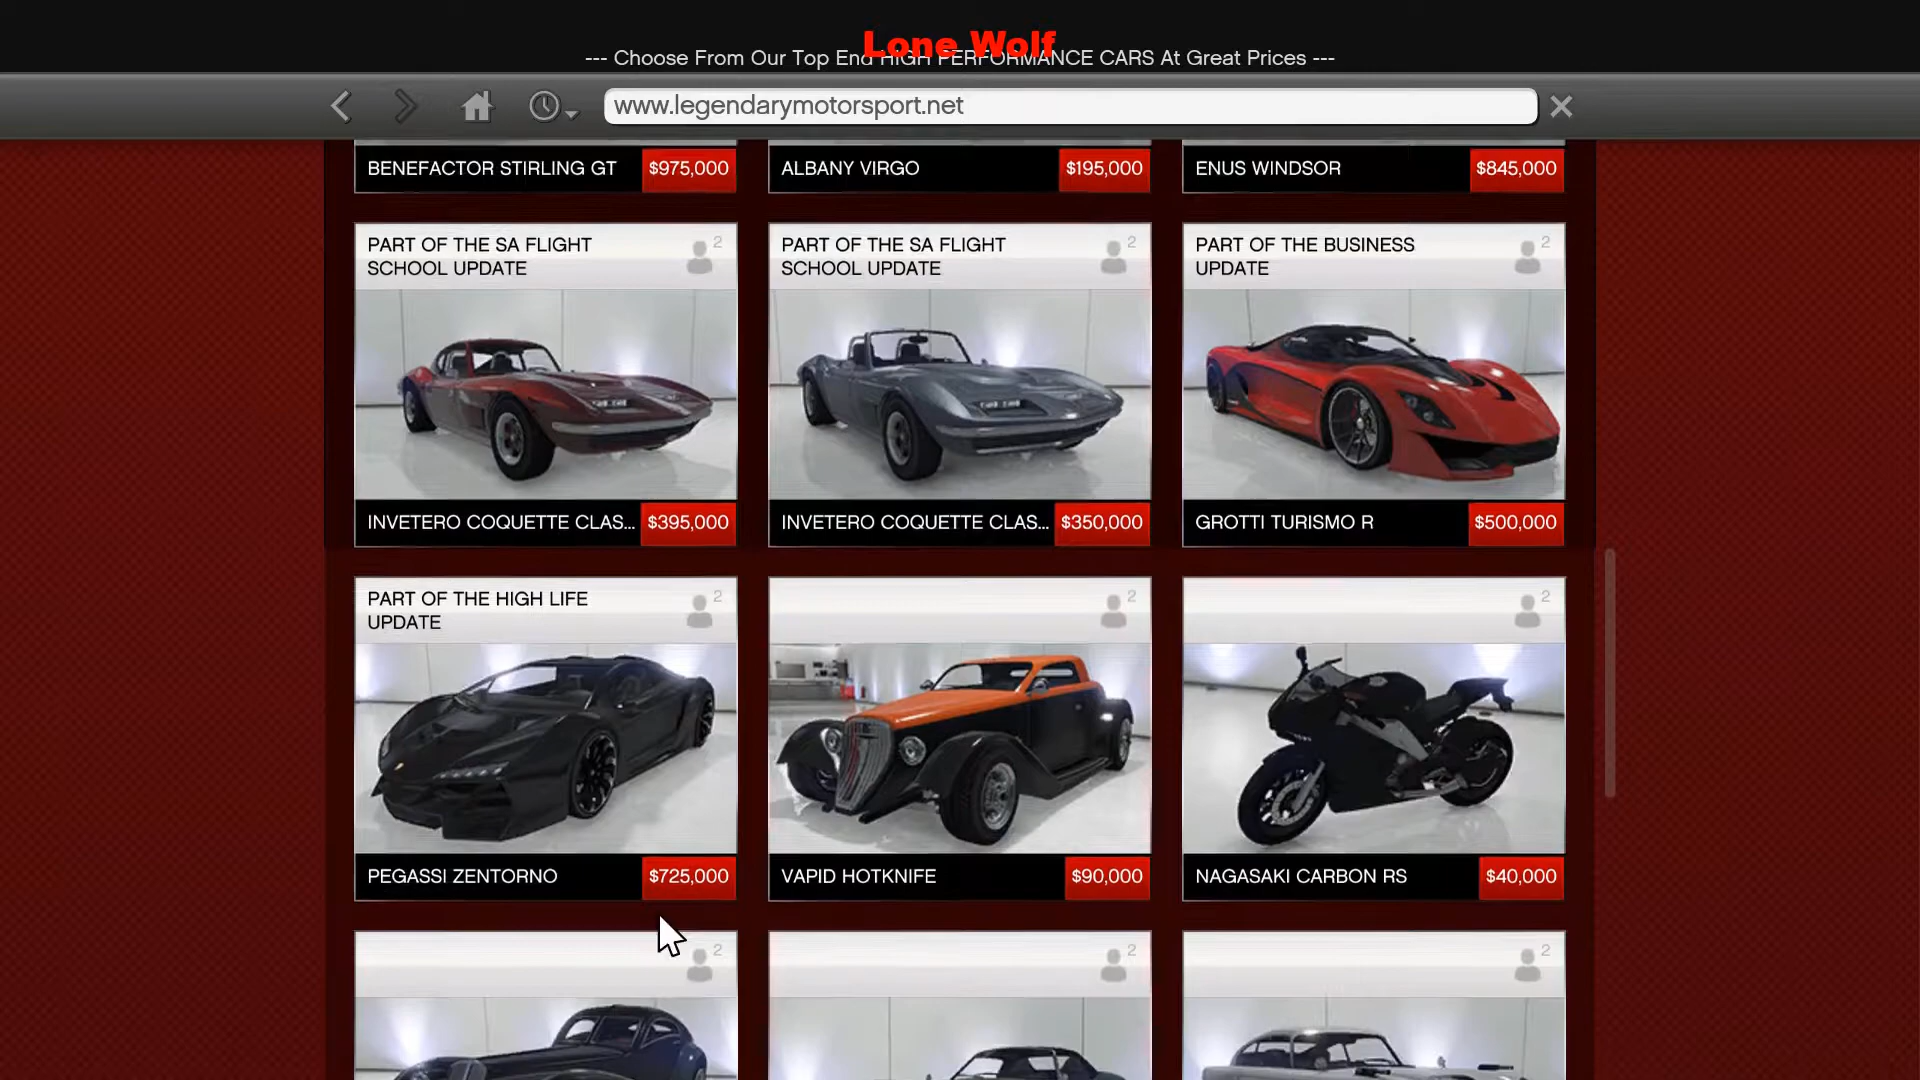 Lone Wolf
--- Choose From Our Top End HIGH PERFORMANCE CARS At Great Prices ---
www.legendarymotorsport.net
BENEFACTOR STIRLING GT $975,000
ALBANY VIRGO $195,000
ENUS WINDSOR $845,000
PART OF THE SA FLIGHT
SCHOOL UPDATE
2
PART OF THE SA FLIGHT
SCHOOL UPDATE
2
PART OF THE BUSINESS
UPDATE
2
INVETERO COQUETTE CLAS... $395,000
INVETERO COQUETTE CLAS... $350,000
GROTTI TURISMO R $500,000
PART OF THE HIGH LIFE
UPDATE
2
2
2
PEGASSI ZENTORNO $725,000
VAPID HOTKNIFE $90,000
NAGASAKI CARBON RS $40,000
2
2
2